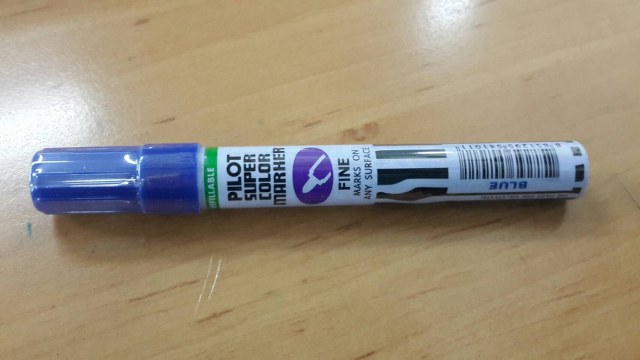 REFILLABLE
PILOT
SUPER
COLOR
MARKER
FINE
MARKS ON
ANY SURFACE
BLUE